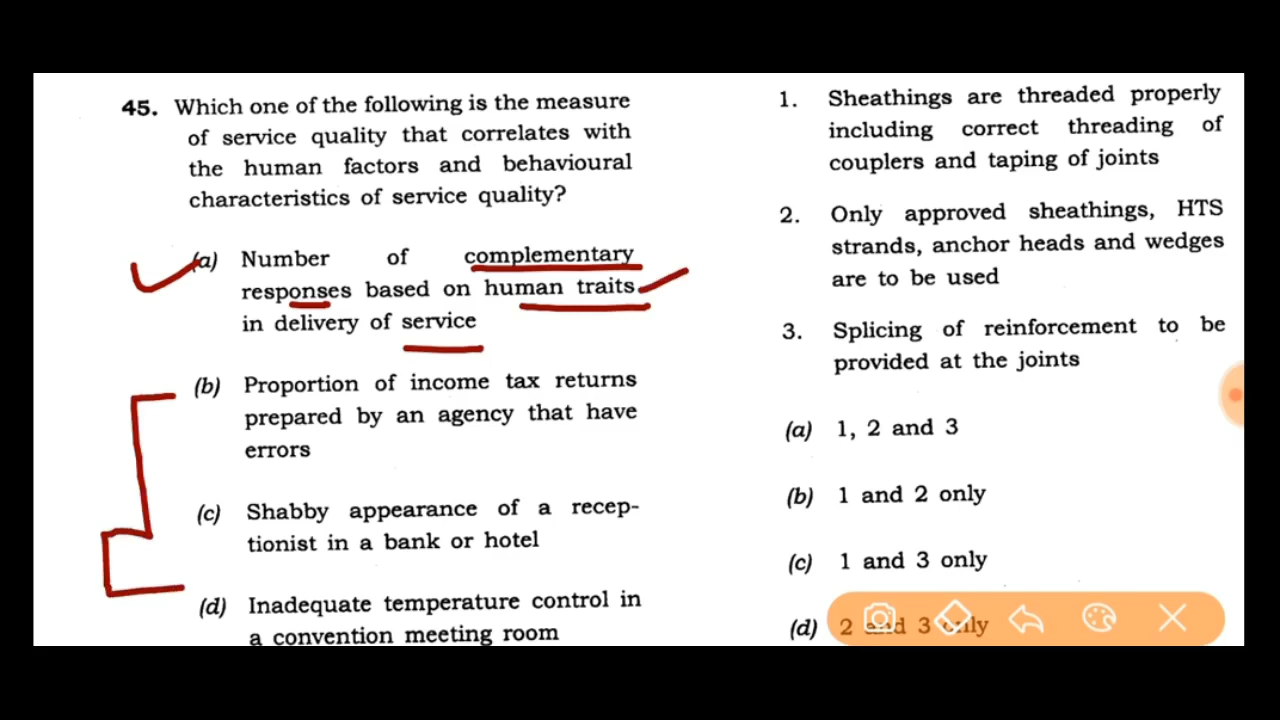 45. Which one of the following is the measure
of service quality that correlates with
the human factors and behavioural
characteristics of service quality?
(a) Number of complementary
responses based on human traits
in delivery of service
(b) Proportion of income tax returns
prepared by an agency that have
errors
(c) Shabby appearance of a recep-
tionist in a bank or hotel
(d) Inadequate temperature control in
a convention meeting room
1. Sheathings are threaded properly
including correct threading of
couplers and taping of joints
2. Only approved sheathings, HTS
strands, anchor heads and wedges
are to be used
3. Splicing of reinforcement to be
provided at the joints
(a) 1, 2 and 3
(b) 1 and 2 only
(c) 1 and 3 only
(d) 2 and 3 only